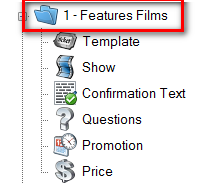 1 - Features Films
Template
Show
Confirmation Text
Questions
Promotion
Price